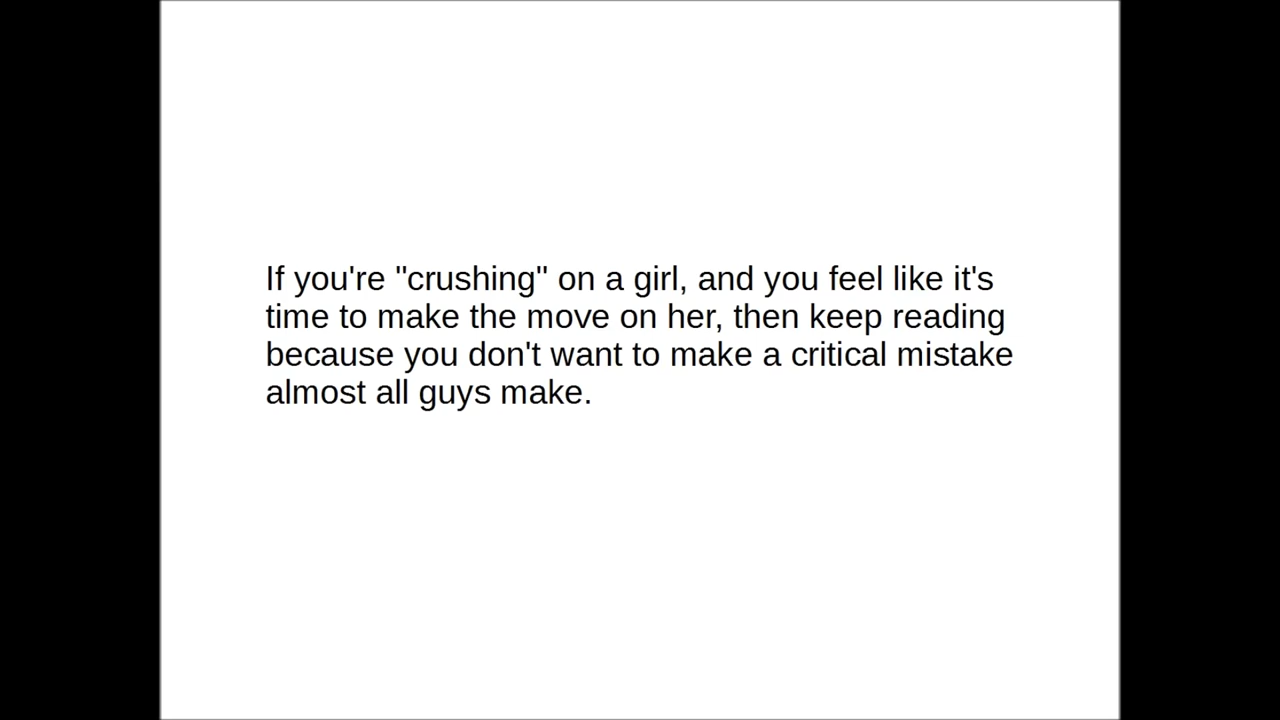 If you're "crushing" on a girl, and you feel like it's
time to make the move on her, then keep reading
because you don't want to make a critical mistake
almost all guys make.